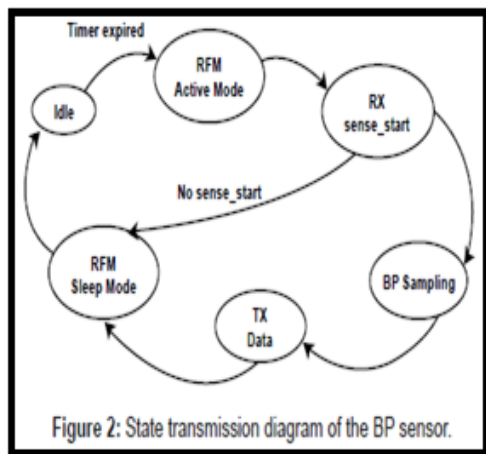 Timer expired
RFM
Active Mode
Idle
RX
sense_start
No sense_start
RFM
Sleep Mode
BP Sampling
TX
Data
Figure 2: State transmission diagram of the BP sensor.